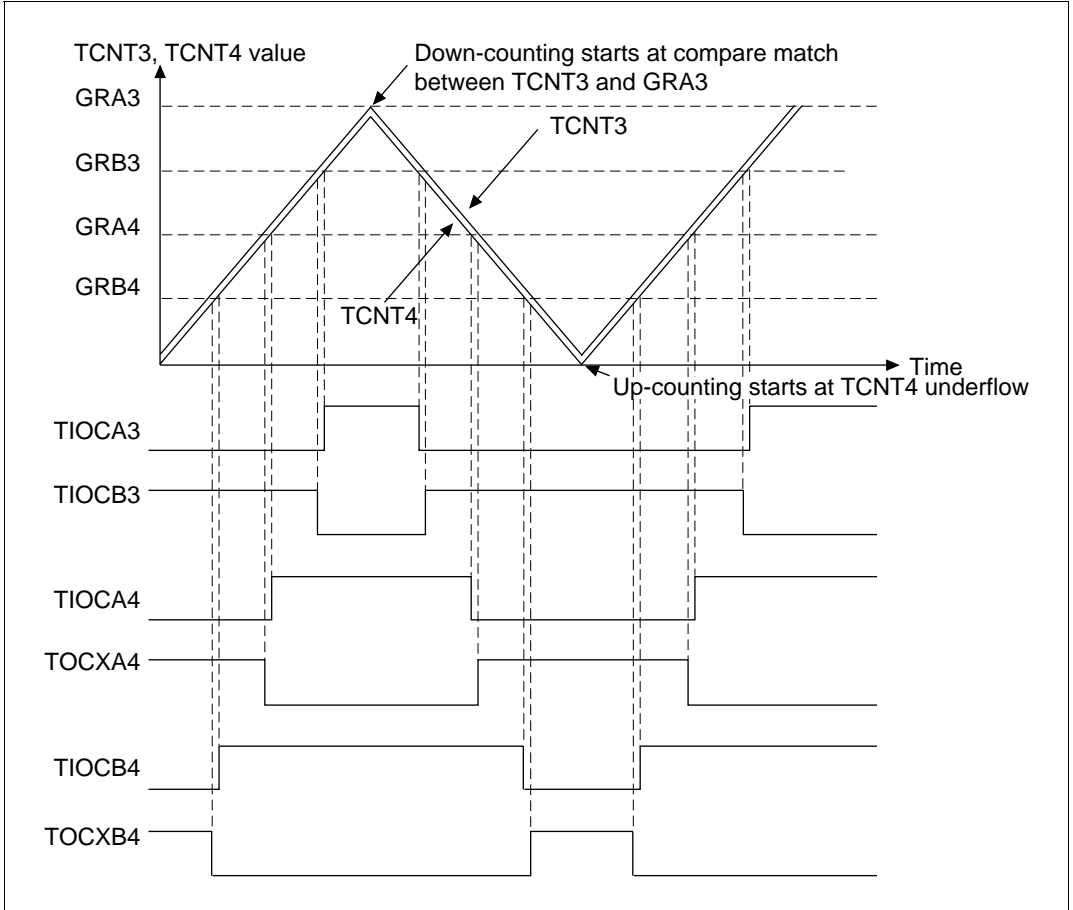 TCNT3, TCNT4 value
Down-counting starts at compare match
between TCNT3 and GRA3
GRA3
TCNT3
GRB3
GRA4
GRB4
TCNT4
Time
Up-counting starts at TCNT4 underflow
TIOCA3
TIOCB3
TIOCA4
TOCXA4
TIOCB4
TOCXB4